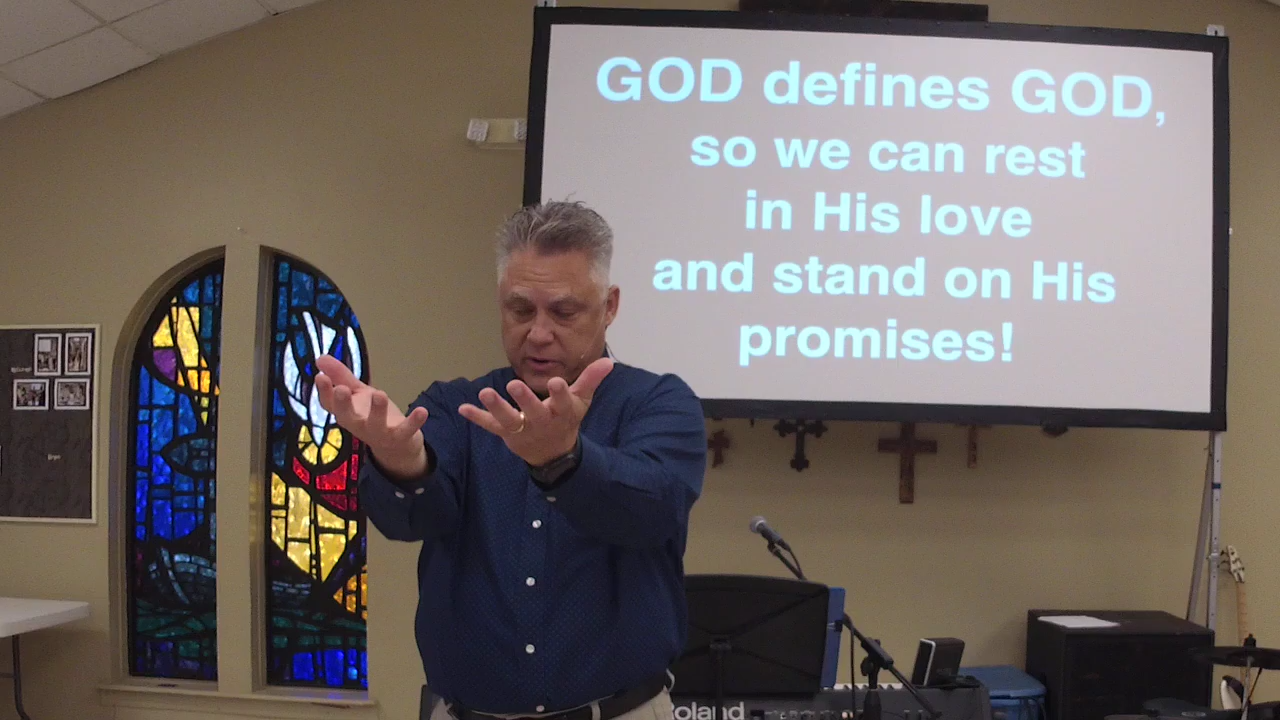 GOD defines GOD,
so we can rest
in His love
and stand on His
promises!
Roland